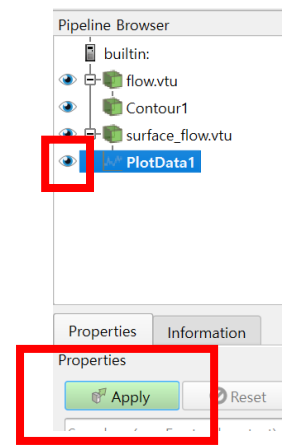 Pipeline Browser
builtin:
flow.vtu
Contour1
surface_flow.vtu
PlotData1
Properties Information
Properties
Apply Reset